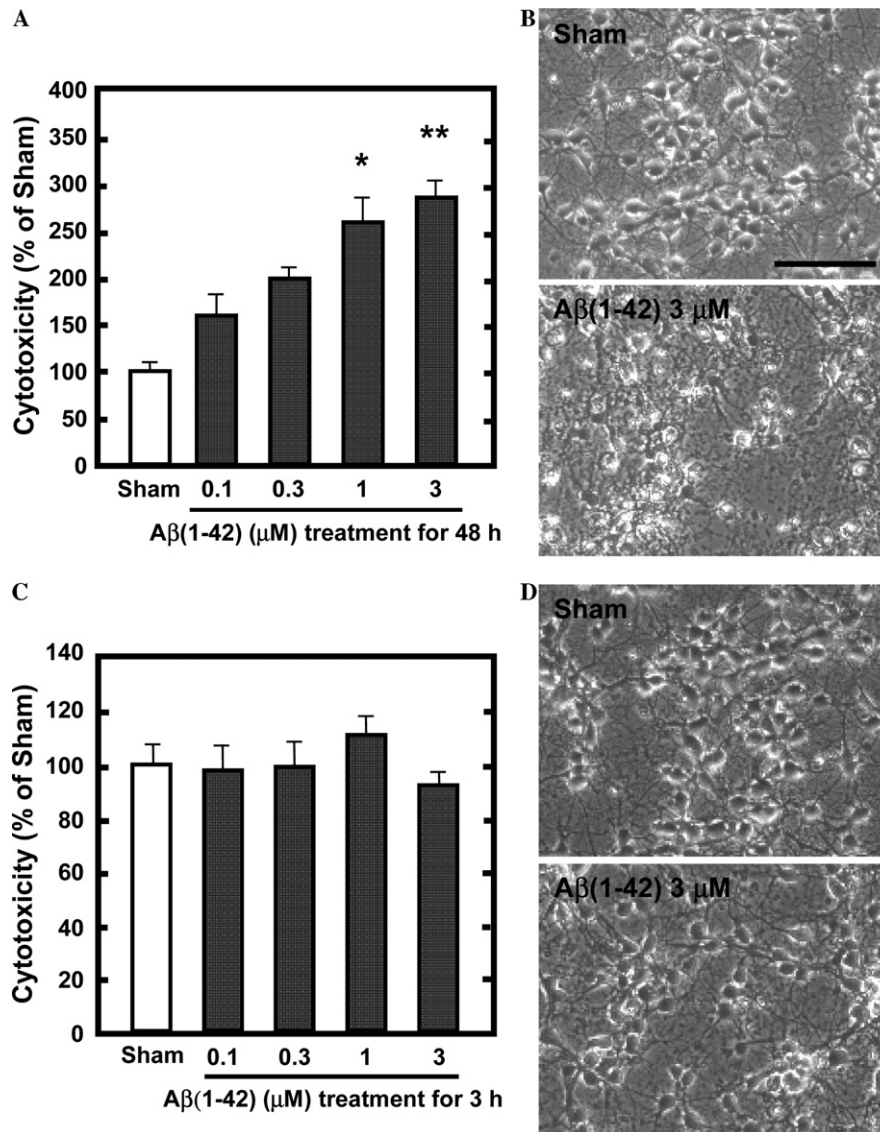 A
Cytotoxicity (% of Sham)
400
350
300
250
200
150
100
50
0
*
**
Sham 0.1 0.3 1 3
Aβ(1-42) (μM) treatment for 48 h
B
Sham
Aβ(1-42) 3 μM
C
Cytotoxicity (% of Sham)
140
120
100
80
60
40
20
0
Sham 0.1 0.3 1 3
Aβ(1-42) (μM) treatment for 3 h
D
Sham
Aβ(1-42) 3 μM